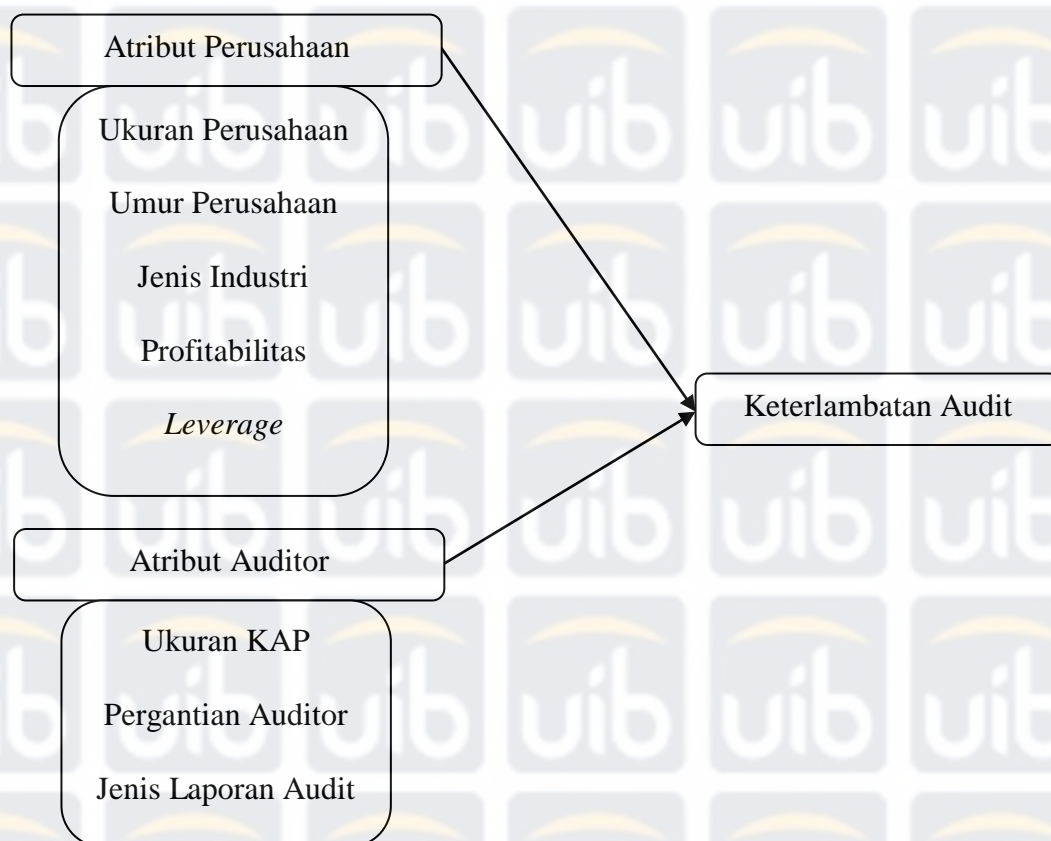 Atribut Perusahaan
Ukuran Perusahaan
Umur Perusahaan
Jenis Industri
Profitabilitas
Leverage
Keterlambatan Audit
Atribut Auditor
Ukuran KAP
Pergantian Auditor
Jenis Laporan Audit
uib